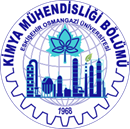 KİMYA MÜHENDİSLİĞİ BÖLÜMÜ
ESKİŞEHİR OSMANGAZİ ÜNİVERSİTESİ
1968